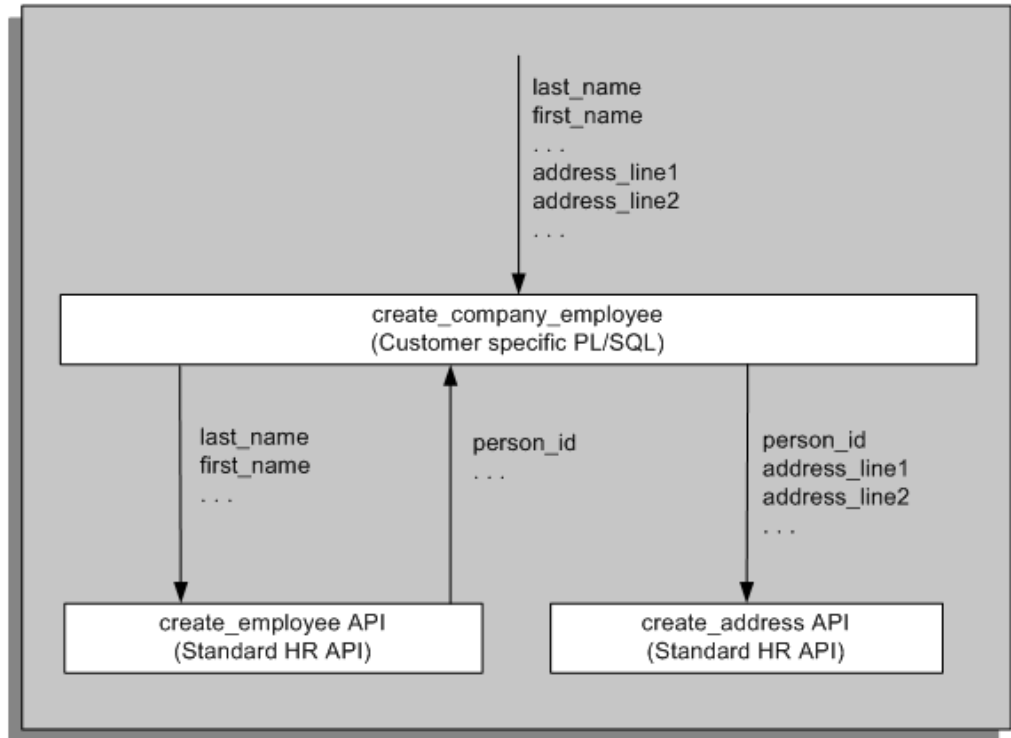 last_name
first_name
. . .
address_line1
address_line2
. . .
create_company_employee
(Customer specific PL/SQL)
last_name
first_name
. . .
person_id
. . .
person_id
address_line1
address_line2
. . .
create_employee API
(Standard HR API)
create_address API
(Standard HR API)